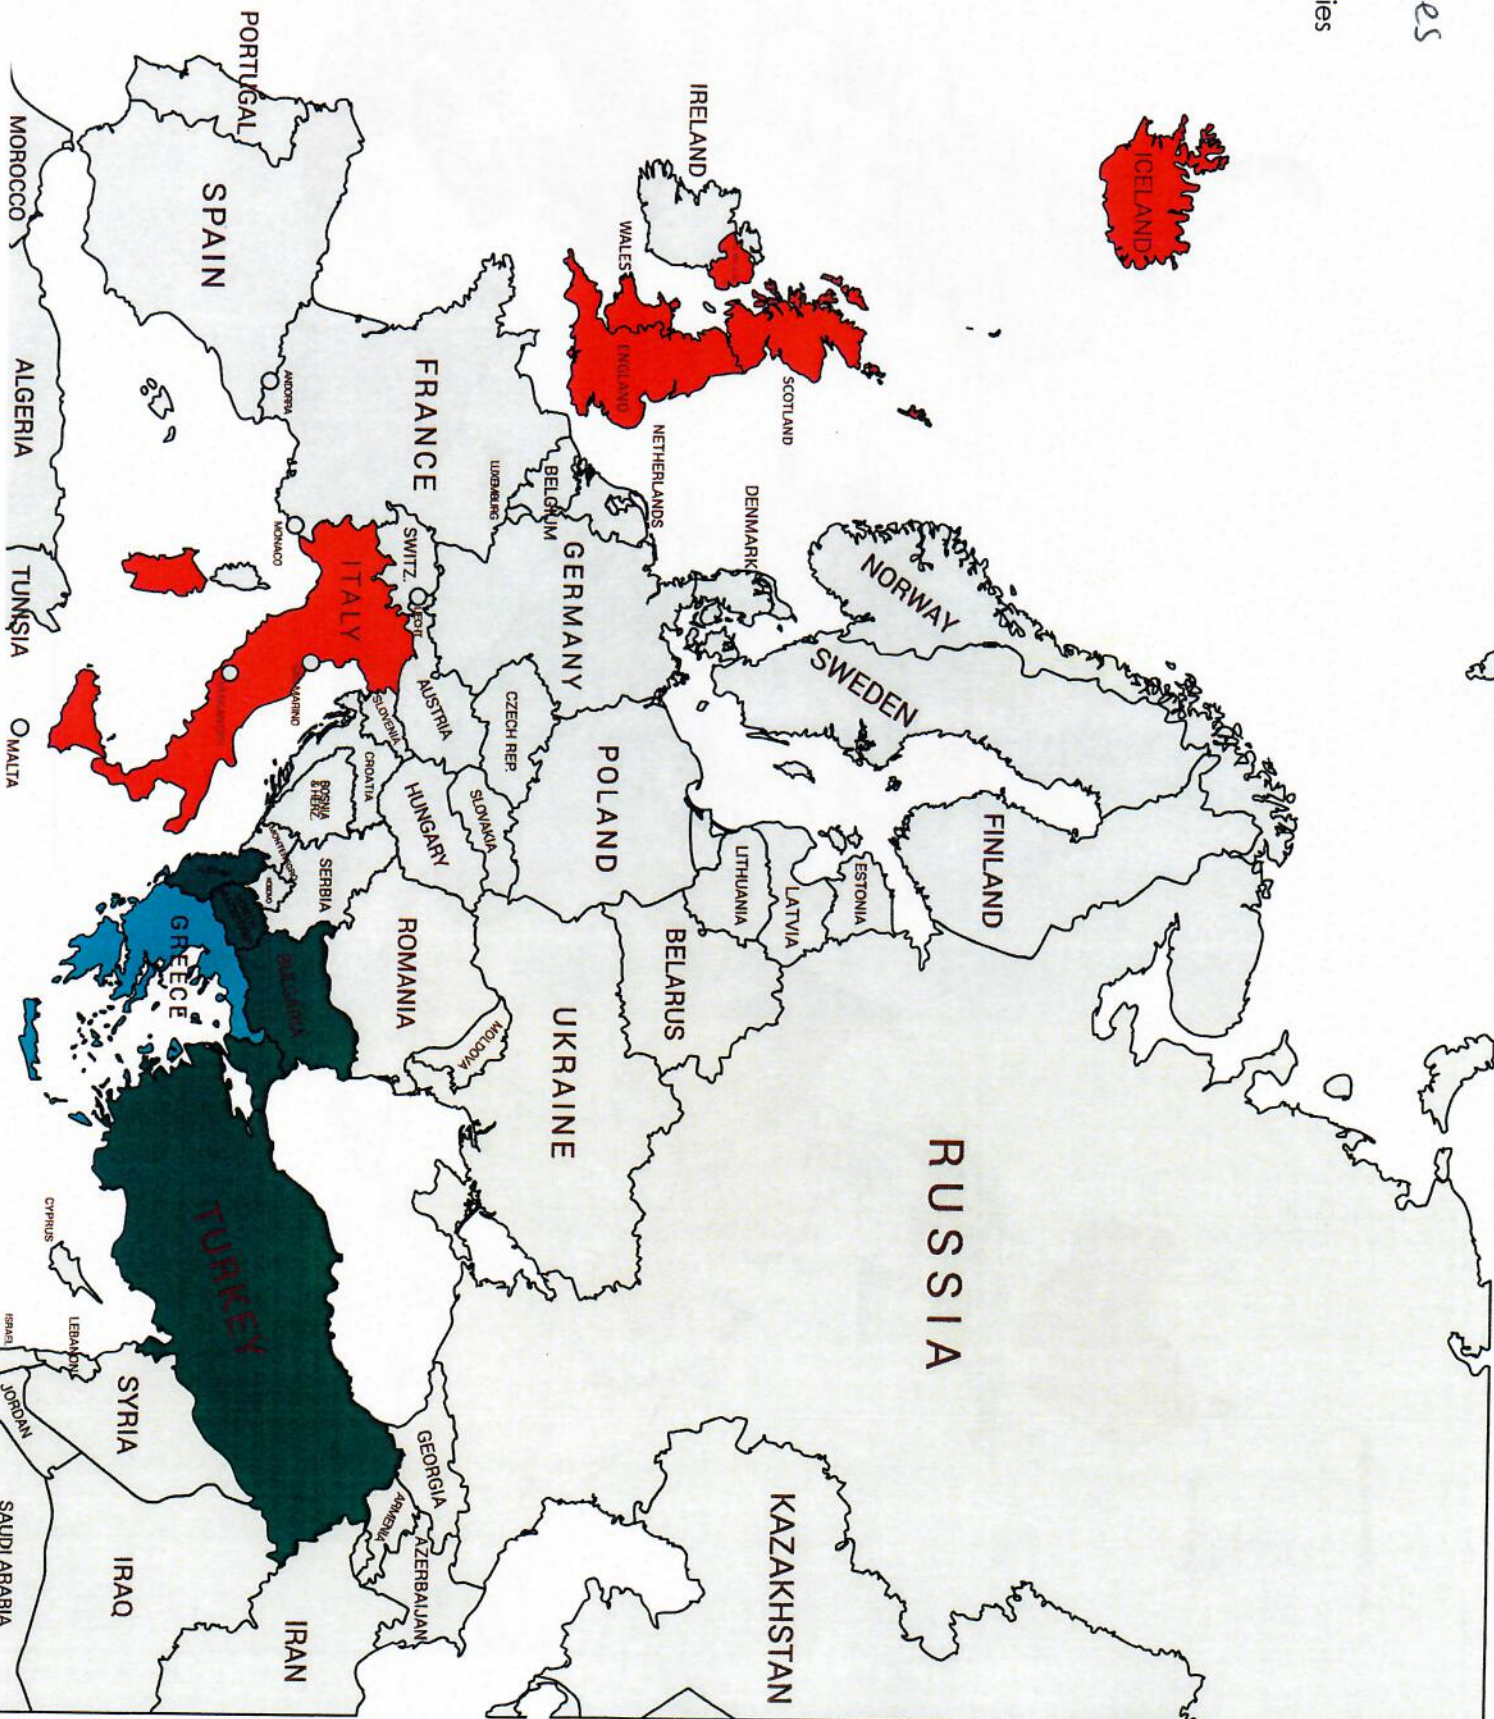 es
ies
ICELAND
IRELAND
WALES
ENGLAND
SCOTLAND
NETHERLANDS
DENMARK
NORWAY
SWEDEN
FINLAND
RUSSIA
PORTUGAL
SPAIN
ANDORRA
FRANCE
MONACO
BELGIUM
LUXEMBURG
GERMANY
SWITZ.
ITALY
MARINO
AUSTRIA
CZECH REP.
SLOVENIA
CROATIA
BOSNIA
& HERZ.
HUNGARY
SLOVAKIA
POLAND
LITHUANIA
LATVIA
ESTONIA
BELARUS
UKRAINE
MOLDOVA
ROMANIA
SERBIA
KOSOVO
BULGARIA
GREECE
TURKEY
CYPRUS
GEORGIA
ARMENIA
AZERBAIJAN
KAZAKHSTAN
MOROCCO
ALGERIA
TUNISIA
MALTA
LEBANON
ISRAEL
SYRIA
JORDAN
IRAQ
SAUDI ARABIA
IRAN